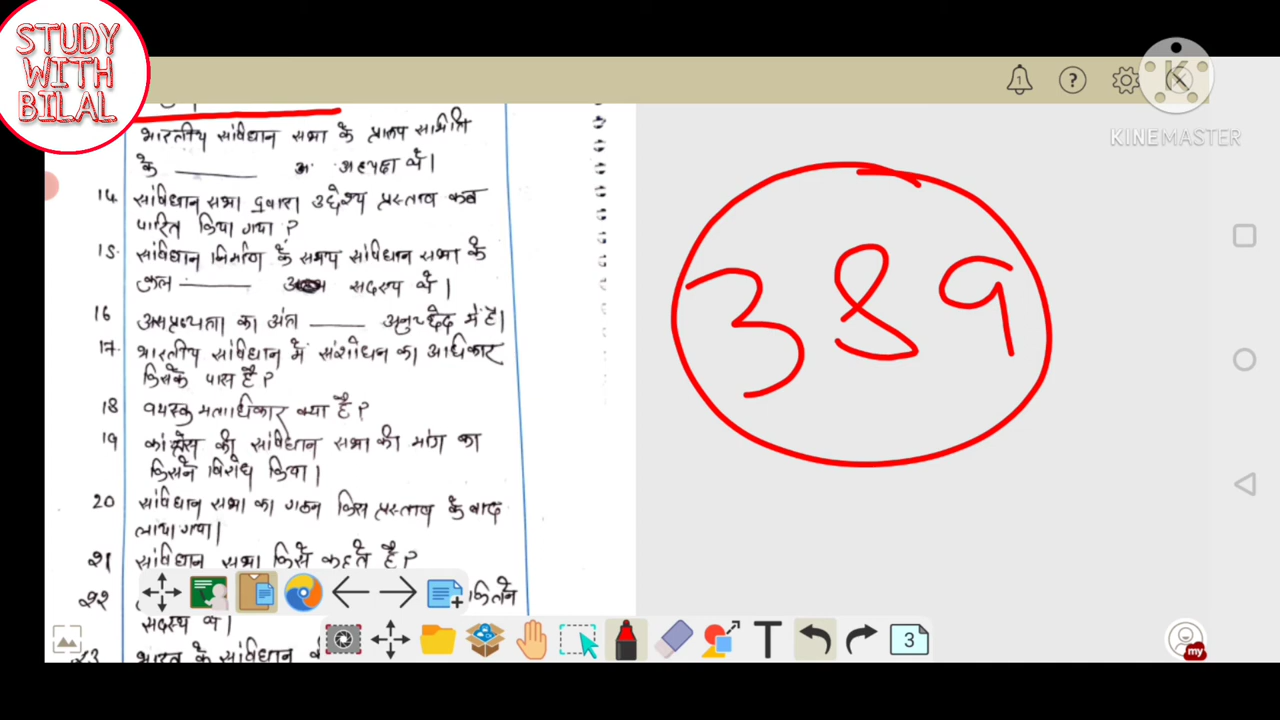 STUDY
WITH
BILAL
KINEMASTER
भारतीय संविधान सभा के प्रारूप समिति
के ______ अध्यक्ष थे।
14 संविधान सभा द्वारा उद्देश्य प्रस्ताव कब
पारित किया गया ?
15. संविधान निर्माण के समय संविधान सभा के
कुल ______ सदस्य थे।
16 अस्पृश्यता का अंत ______ अनुच्छेद में है।
17. भारतीय संविधान में संशोधन का अधिकार
किसके पास है ?
18 वयस्क मताधिकार क्या है ?
19 कांग्रेस की संविधान सभा की मांग का
किसने विरोध किया।
20 संविधान सभा का गठन किस प्रस्ताव के बाद
लाया गया।
21 संविधान सभा किसे कहते है ?
22 कितने
सदस्य थे।
23 भारत के संविधान
389
3
my